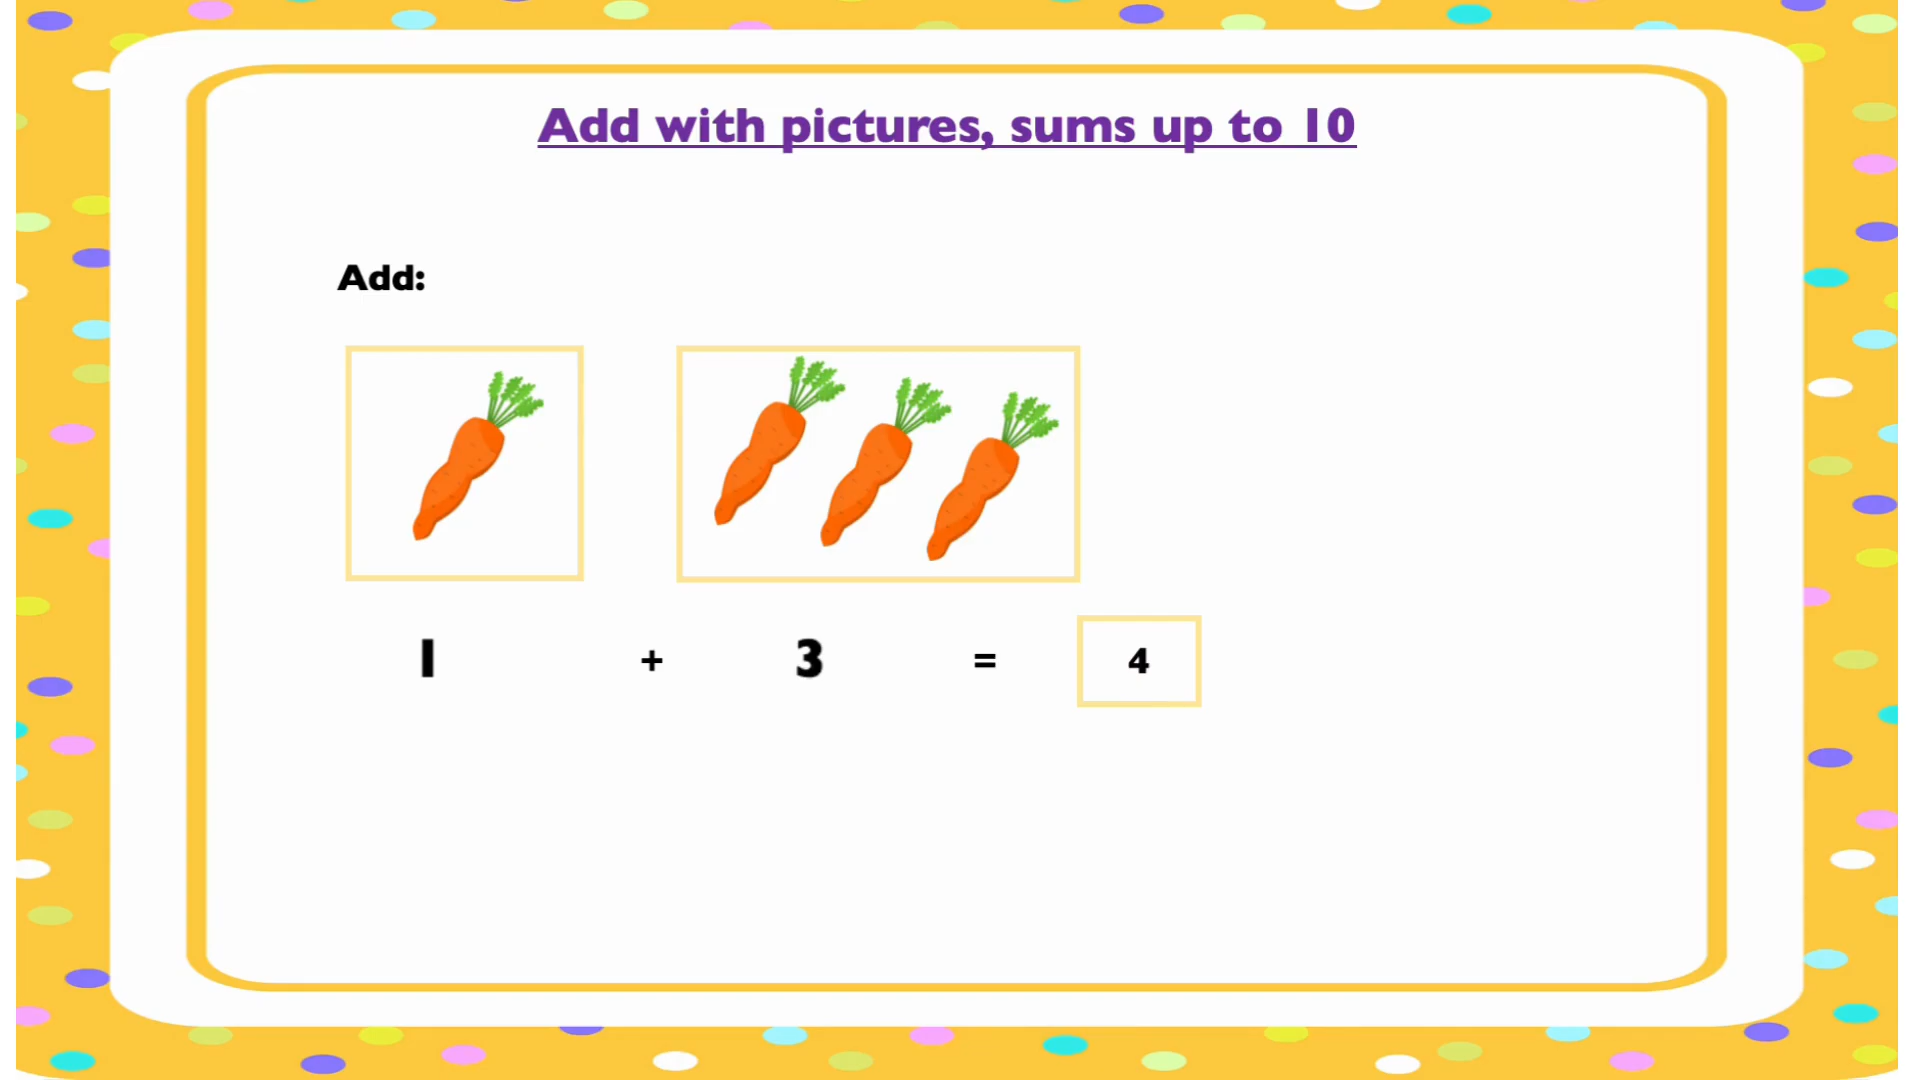 Add with pictures, sums up to 10
Add:
1 + 3 = 4